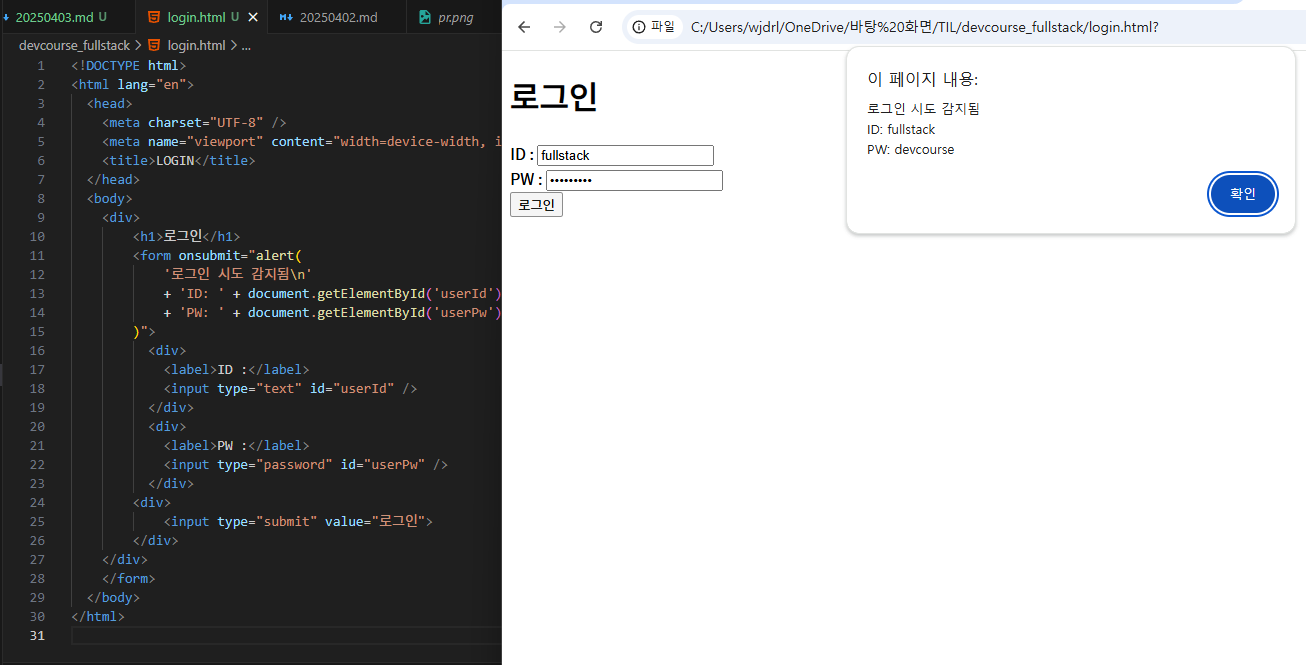 20250403.md U
login.html U
20250402.md
pr.png
devcourse_fullstack > login.html > ...
1 <!DOCTYPE html>
2 <html lang="en">
3 <head>
4 <meta charset="UTF-8" />
5 <meta name="viewport" content="width=device-width, i
6 <title>LOGIN</title>
7 </head>
8 <body>
9 <div>
10 <h1>로그인</h1>
11 <form onsubmit="alert(
12 '로그인 시도 감지됨\n'
13 + 'ID: ' + document.getElementById('userId')
14 + 'PW: ' + document.getElementById('userPw')
15 )">
16 <div>
17 <label>ID :</label>
18 <input type="text" id="userId" />
19 </div>
20 <div>
21 <label>PW :</label>
22 <input type="password" id="userPw" />
23 </div>
24 <div>
25 <input type="submit" value="로그인">
26 </div>
27 </div>
28 </form>
29 </body>
30 </html>
31
파일 C:/Users/wjdrl/OneDrive/바탕%20화면/TIL/devcourse_fullstack/login.html?
로그인
ID : fullstack
PW : •••••••••
로그인
이 페이지 내용:
로그인 시도 감지됨
ID: fullstack
PW: devcourse
확인